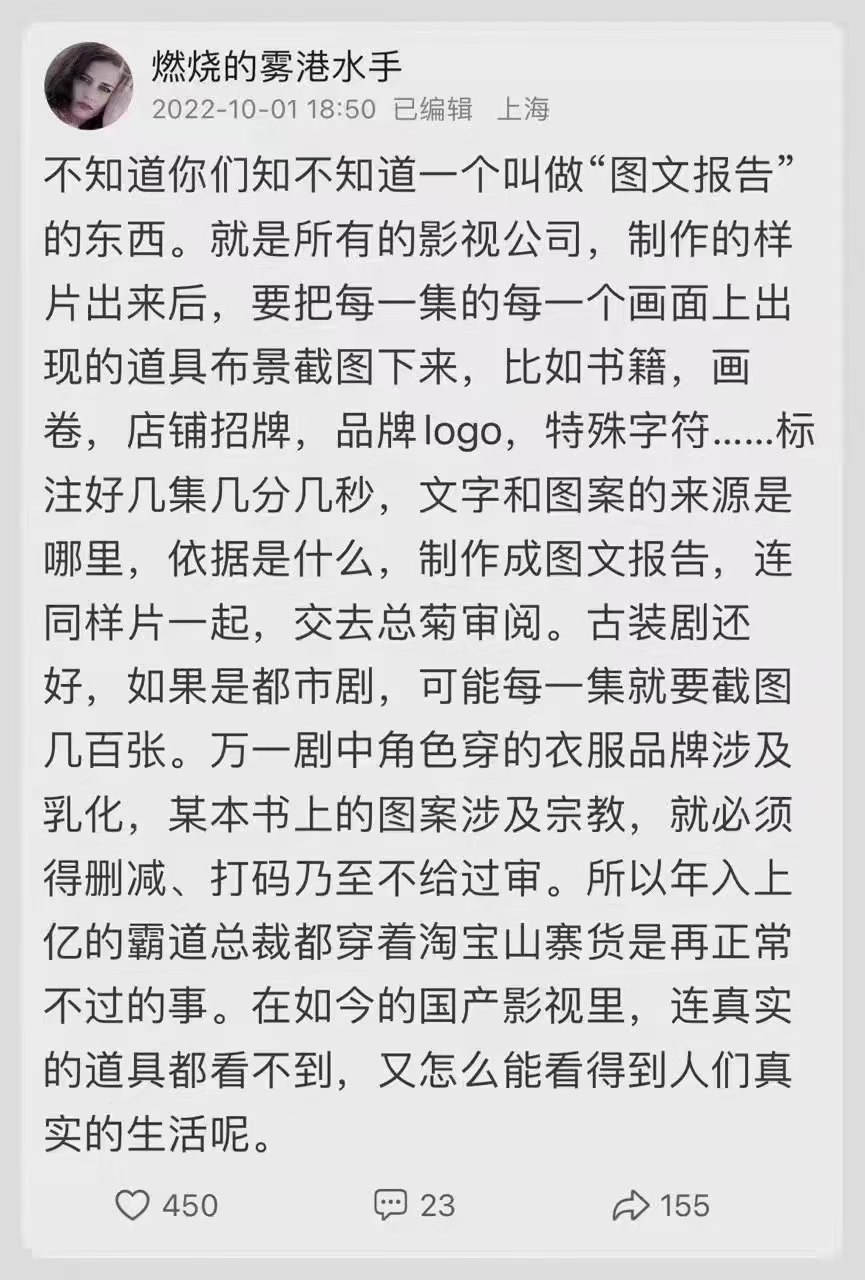 燃烧的雾港水手
2022-10-01 18:50 已编辑 上海
不知道你们知不知道一个叫做“图文报告”
的东西。就是所有的影视公司，制作的样
片出来后，要把每一集的每一个画面上出
现的道具布景截图下来，比如书籍，画
卷，店铺招牌，品牌logo，特殊字符......标
注好几集几分几秒，文字和图案的来源是
哪里，依据是什么，制作成图文报告，连
同样片一起，交去总菊审阅。古装剧还
好，如果是都市剧，可能每一集就要截图
几百张。万一剧中角色穿的衣服品牌涉及
乳化，某本书上的图案涉及宗教，就必须
得删减、打码乃至不给过审。所以年入上
亿的霸道总裁都穿着淘宝山寨货是再正常
不过的事。在如今的国产影视里，连真实
的道具都看不到，又怎么能看得到人们真
实的生活呢。
450 23 155